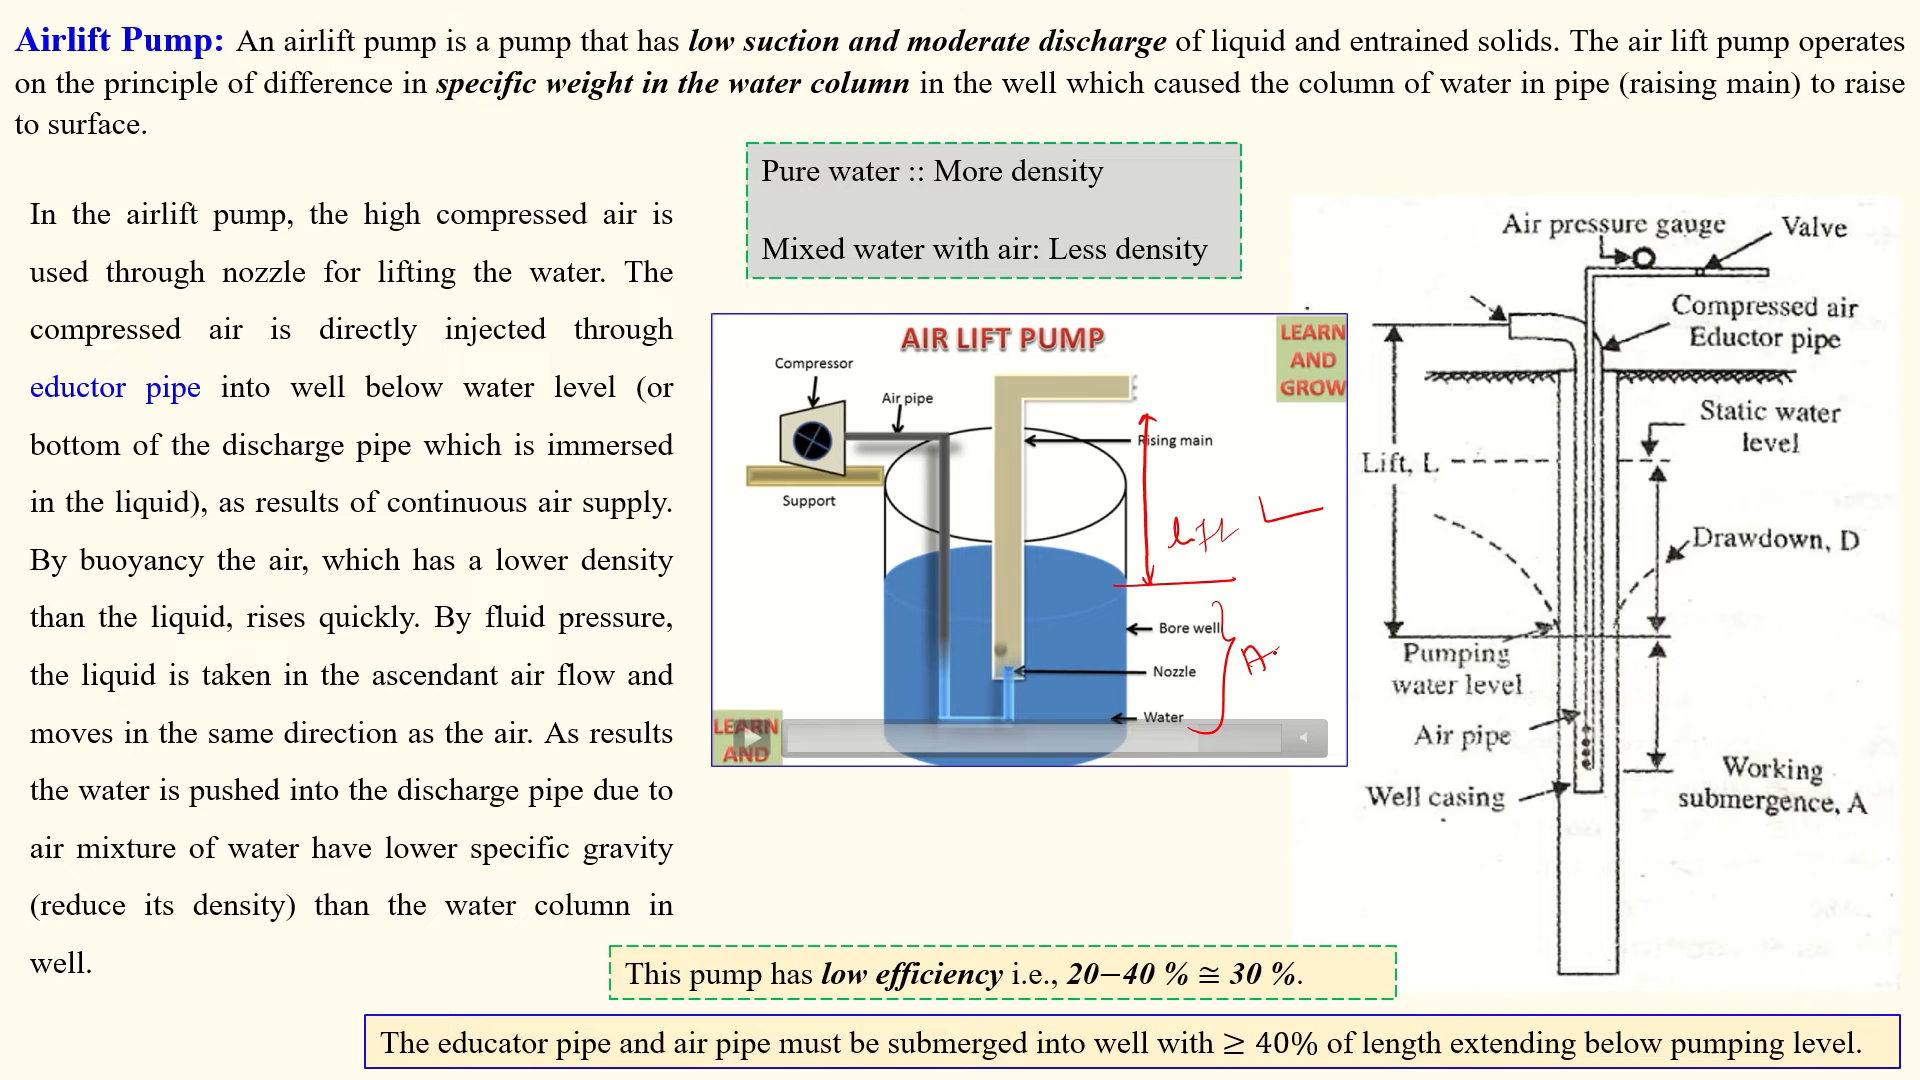 Airlift Pump: An airlift pump is a pump that has low suction and moderate discharge of liquid and entrained solids. The air lift pump operates
on the principle of difference in specific weight in the water column in the well which caused the column of water in pipe (raising main) to raise
to surface.
Pure water :: More density
Mixed water with air: Less density
In the airlift pump, the high compressed air is
used through nozzle for lifting the water. The
compressed air is directly injected through
eductor pipe into well below water level (or
bottom of the discharge pipe which is immersed
in the liquid), as results of continuous air supply.
By buoyancy the air, which has a lower density
than the liquid, rises quickly. By fluid pressure,
the liquid is taken in the ascendant air flow and
moves in the same direction as the air. As results
the water is pushed into the discharge pipe due to
air mixture of water have lower specific gravity
(reduce its density) than the water column in
well.
AIR LIFT PUMP
LEARN
AND
GROW
Compressor
Air pipe
Rising main
Support
lift
L
Bore well
A
Nozzle
Water
LEARN
AND
Air pressure gauge
Valve
Compressed air
Eductor pipe
Static water
level
Lift, L
Drawdown, D
Pumping
water level
Air pipe
Working
submergence, A
Well casing
This pump has low efficiency i.e., 20–40 % ≅ 30 %.
The educator pipe and air pipe must be submerged into well with ≥ 40% of length extending below pumping level.